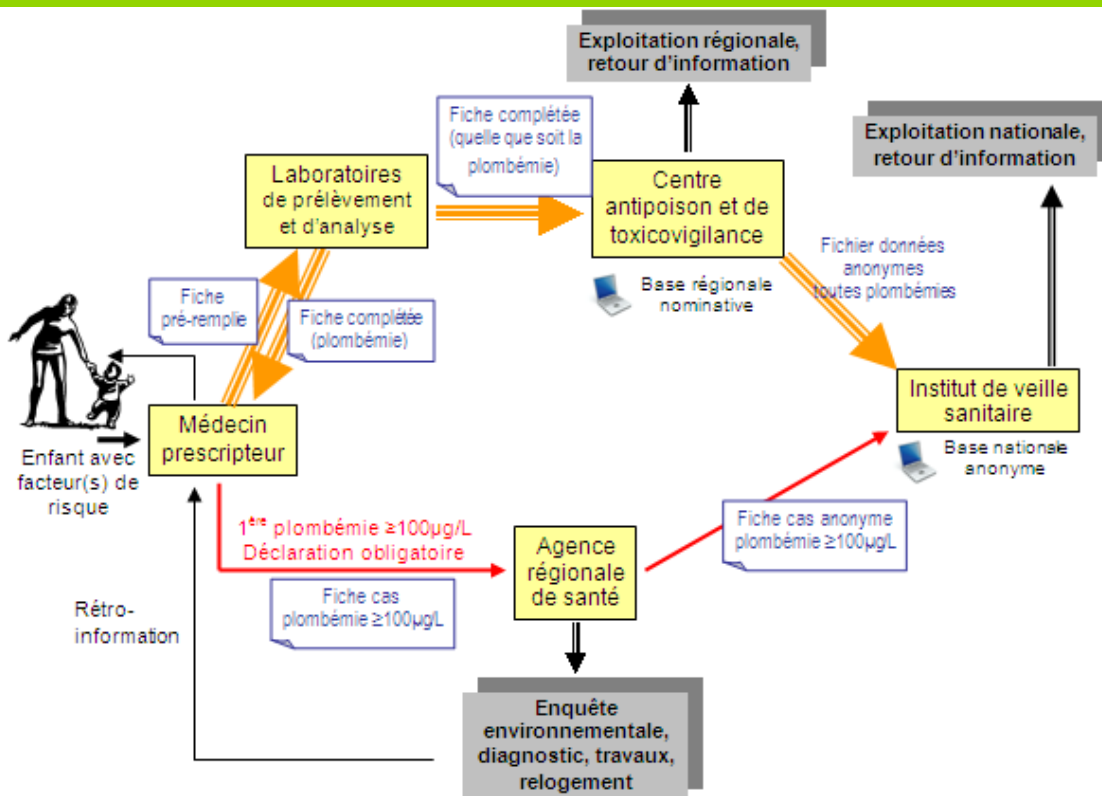 Exploitation régionale,
retour d’information
Exploitation nationale,
retour d’information
Fiche complétée
(quelle que soit la
plombémie)
Laboratoires
de prélèvement
et d’analyse
Centre
antipoison et de
toxicovigilance
Fichier données
anonymes
toutes plombémies
Base régionale
nominative
Fiche
pré-remplie
Fiche complétée
(plombémie)
Institut de veille
sanitaire
Médecin
prescripteur
Base nationale
anonyme
Enfant avec
facteur(s) de
risque
1ère plombémie ≥100µg/L
Déclaration obligatoire
Fiche cas anonyme
plombémie ≥100µg/L
Agence
régionale
de santé
Fiche cas
plombémie ≥100µg/L
Rétro-
information
Enquête
environnementale,
diagnostic, travaux,
relogement